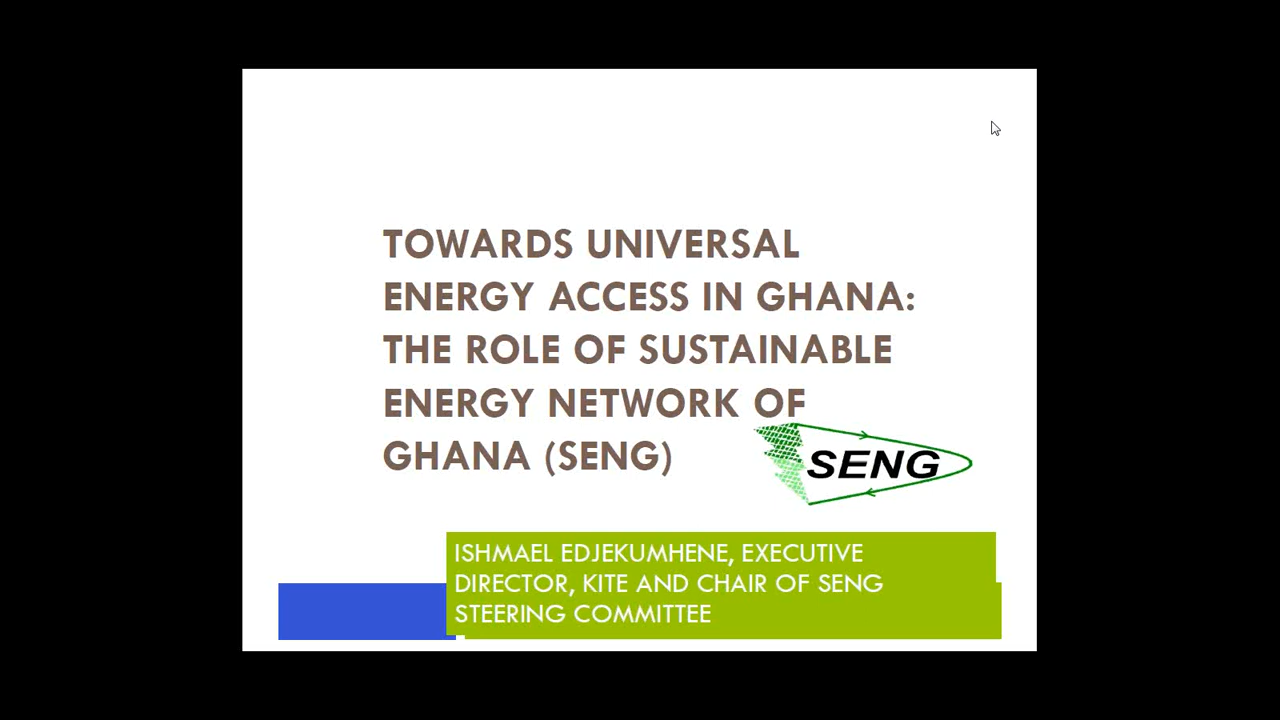 TOWARDS UNIVERSAL
ENERGY ACCESS IN GHANA:
THE ROLE OF SUSTAINABLE
ENERGY NETWORK OF
GHANA (SENG)
SENG
ISHMAEL EDJEKUMHENE, EXECUTIVE
DIRECTOR, KITE AND CHAIR OF SENG
STEERING COMMITTEE